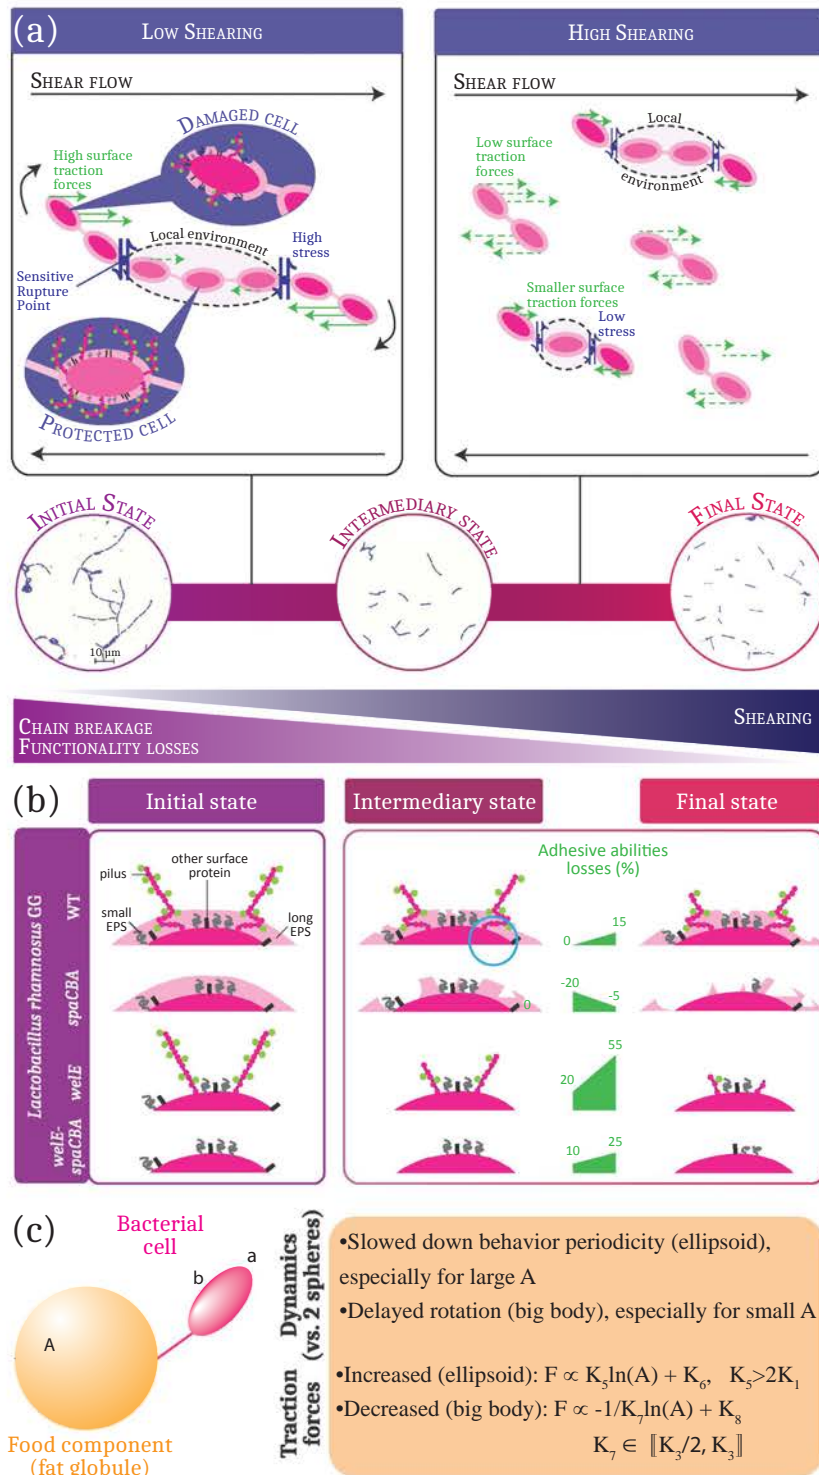 (a)
LOW SHEARING
HIGH SHEARING
SHEAR FLOW
DAMAGED CELL
High surface
traction
forces
Local environment
High
stress
Sensitive
Rupture
Point
PROTECTED CELL
SHEAR FLOW
Local
environment
Low surface
traction
forces
Smaller surface
traction forces
Low
stress
INITIAL STATE
INTERMEDIARY STATE
FINAL STATE
10 µm
SHEARING
CHAIN BREAKAGE
FUNCTIONALITY LOSSES
(b)
Initial state
Intermediary state
Final state
Lactobacillus rhamnosus GG
WT
spaCBA
welE
welE-
spaCBA
pilus
other surface
protein
small
EPS
long
EPS
Adhesive abilities
losses (%)
0
15
-20
-5
0
20
55
10
25
(c)
Bacterial
cell
a
b
A
Food component
(fat globule)
Dynamics
(vs. 2 spheres)
•Slowed down behavior periodicity (ellipsoid),
especially for large A
•Delayed rotation (big body), especially for small A
Traction
forces
•Increased (ellipsoid): F ∝ K₅ln(A) + K₆, K₅>2K₁
•Decreased (big body): F ∝ -1/K₇ln(A) + K₈
K₇ ∈ ⟦K₃/2, K₃⟧